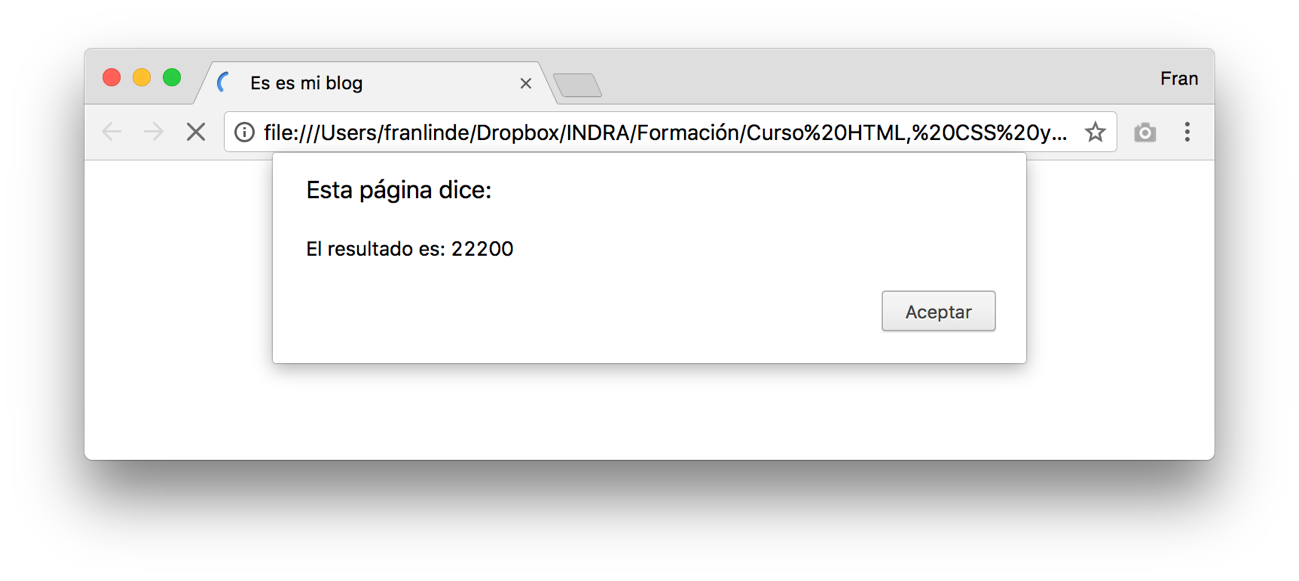 Es es mi blog
Fran
file:///Users/franlinde/Dropbox/INDRA/Formación/Curso%20HTML,%20CSS%20y...
Esta página dice:
El resultado es: 22200
Aceptar